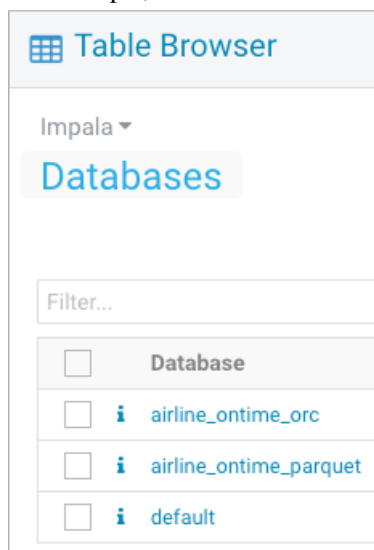 Table Browser
Impala
Databases
Filter...
Database
i airline_ontime_orc
i airline_ontime_parquet
i default